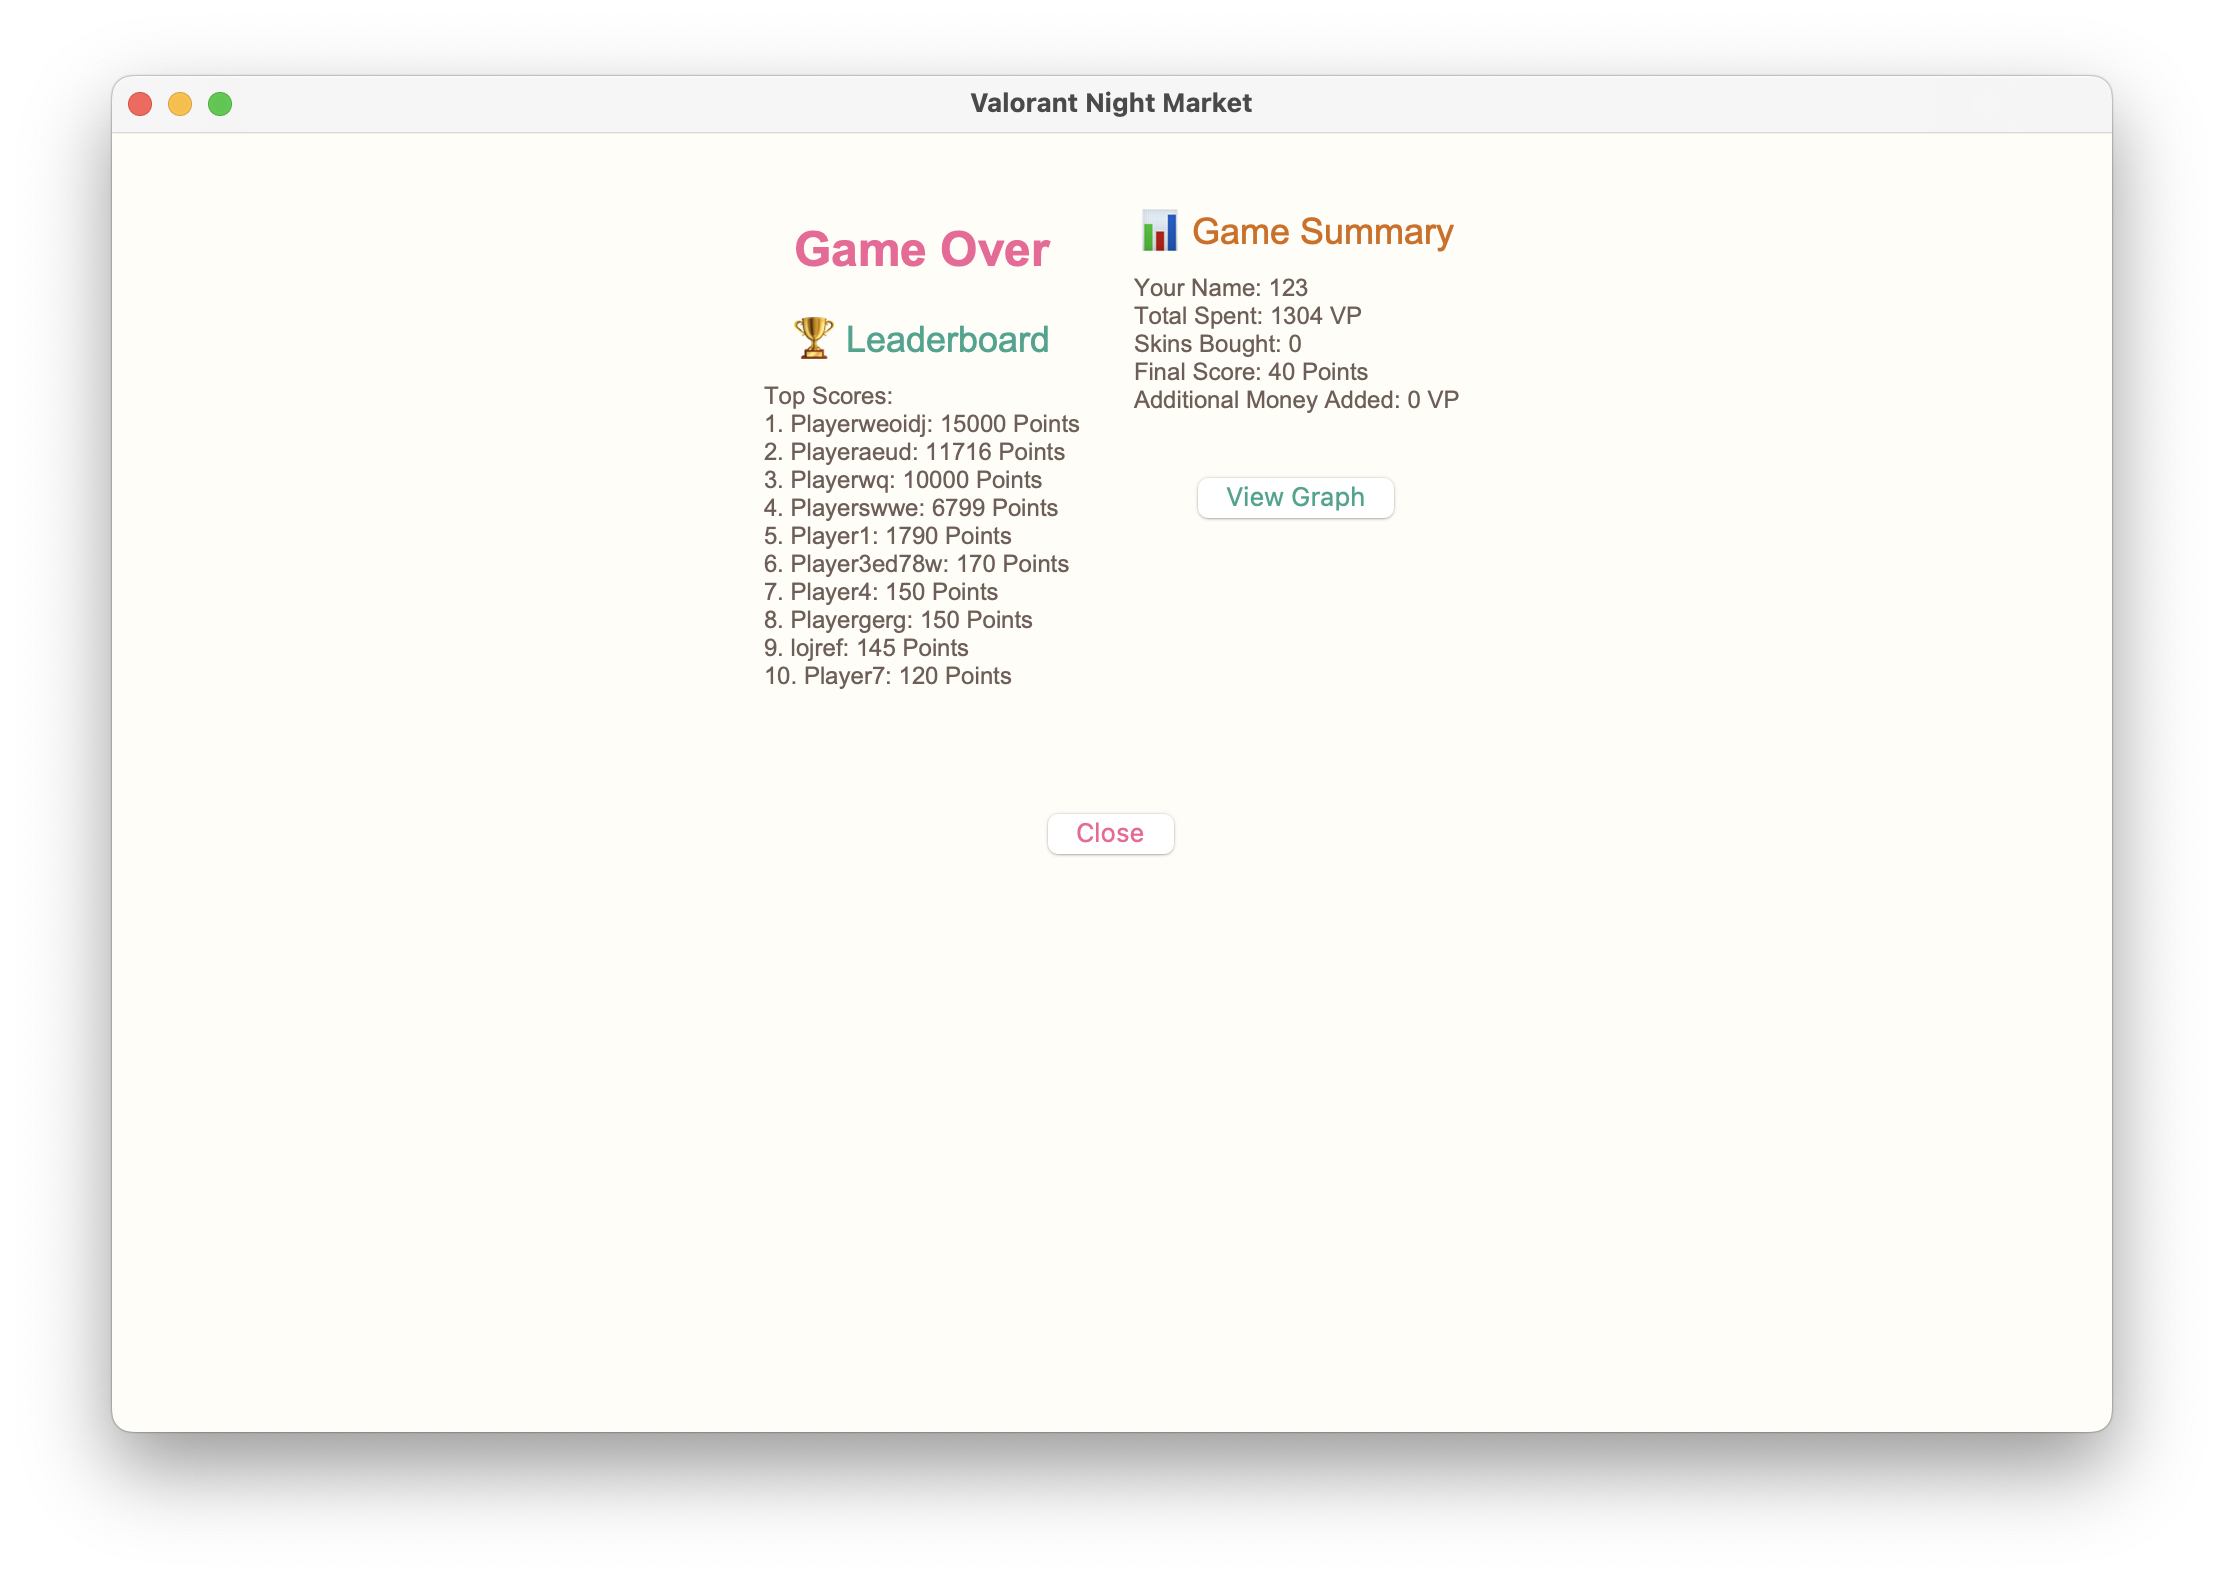 Valorant Night Market
Game Over
🏆 Leaderboard
Top Scores:
1. Playerweoidj: 15000 Points
2. Playeraeud: 11716 Points
3. Playerwq: 10000 Points
4. Playerswwe: 6799 Points
5. Player1: 1790 Points
6. Player3ed78w: 170 Points
7. Player4: 150 Points
8. Playergerg: 150 Points
9. lojref: 145 Points
10. Player7: 120 Points
📊 Game Summary
Your Name: 123
Total Spent: 1304 VP
Skins Bought: 0
Final Score: 40 Points
Additional Money Added: 0 VP
View Graph
Close